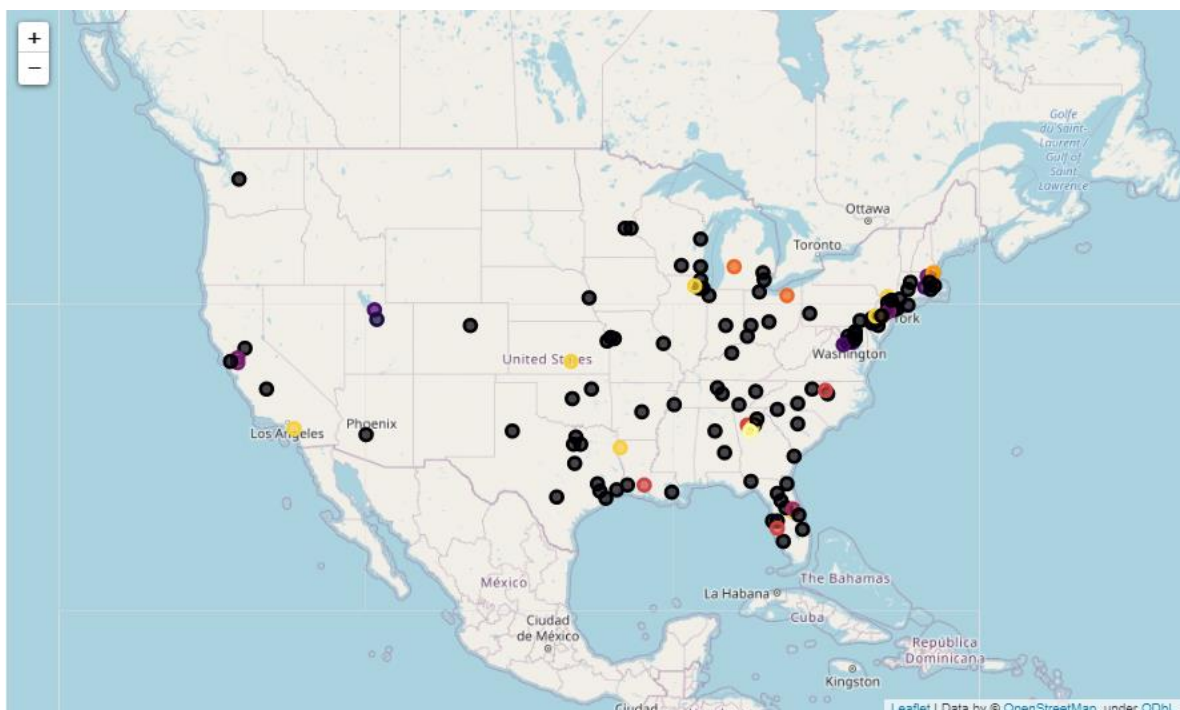 +
−
Golfe
du Saint-
Laurent /
Gulf of
Saint
Lawrence
Ottawa
Toronto
York
Washington
United States
Los Angeles
Phoenix
México
Ciudad
de México
La Habana
The Bahamas
Cuba
República
Dominicana
Kingston
Ciudad
Leaflet | Data by © OpenStreetMap, under ODbL